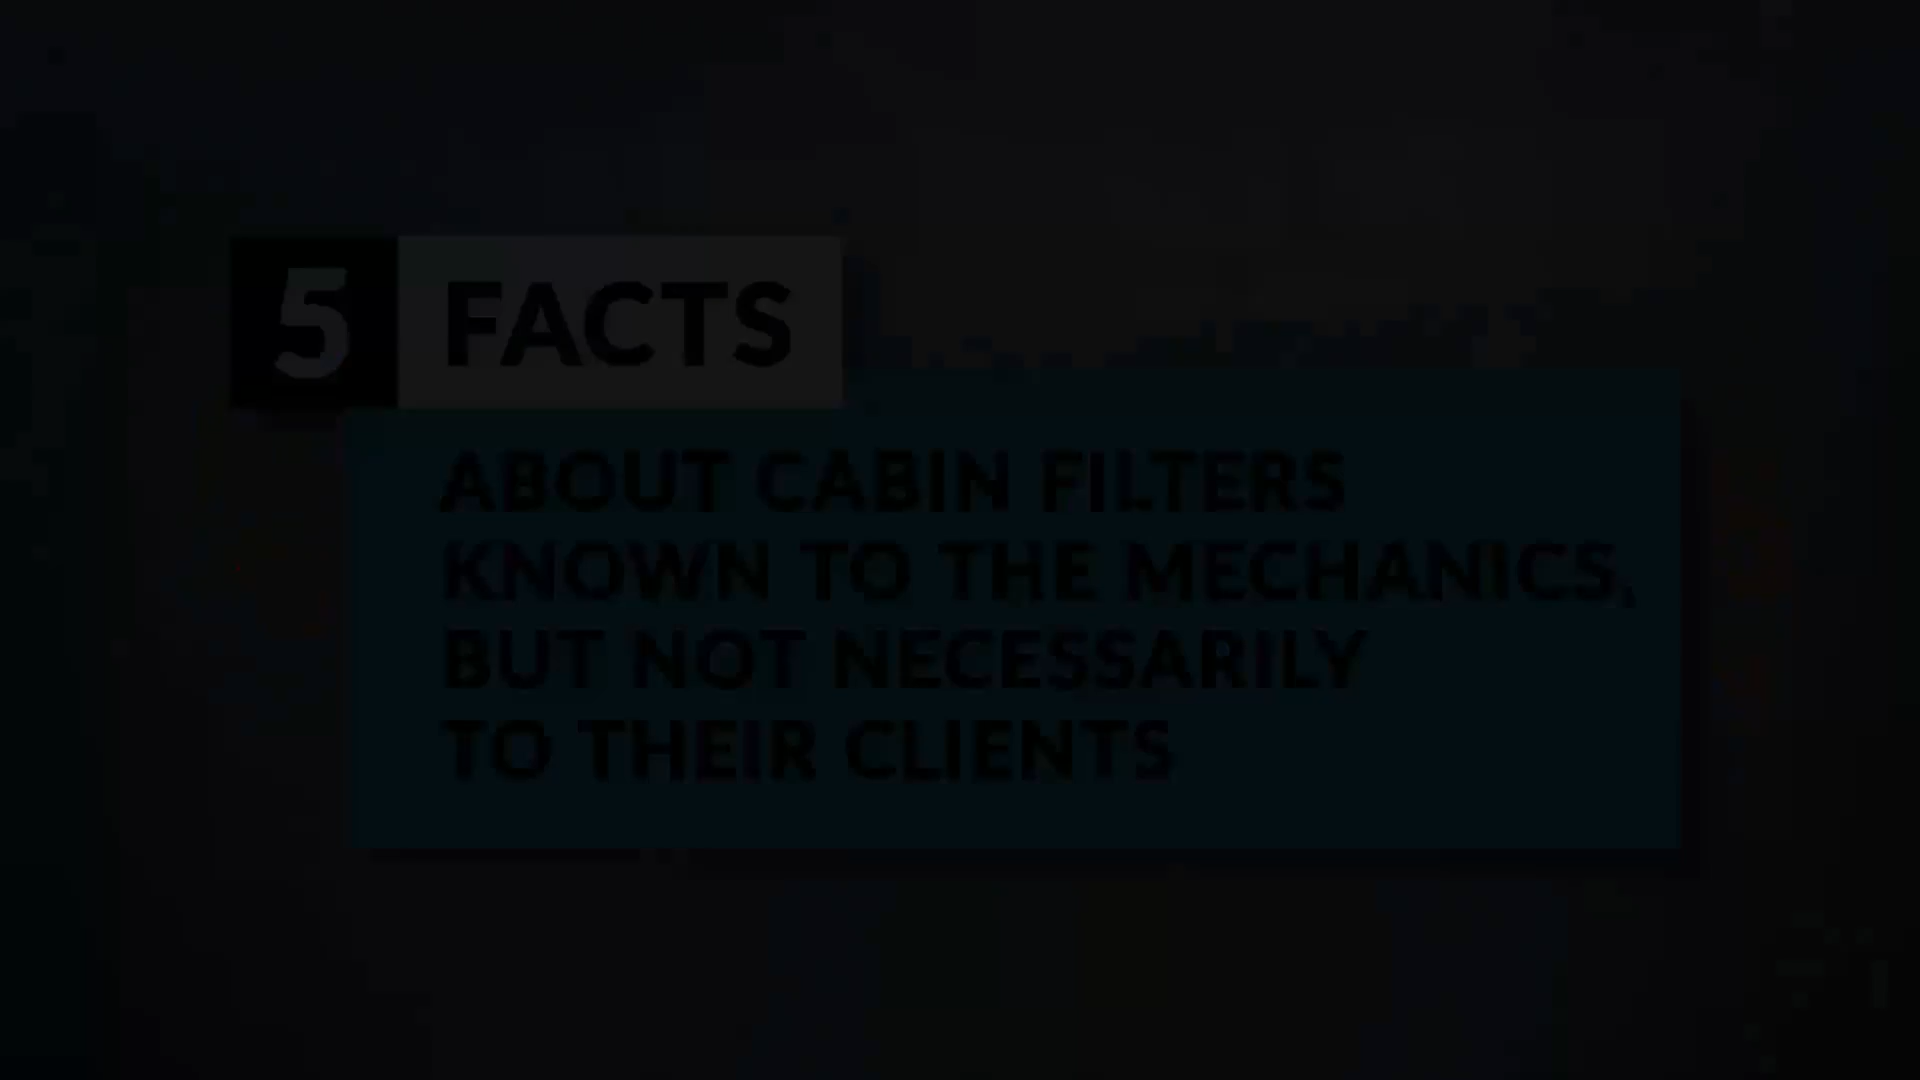 5 FACTS
ABOUT CABIN FILTERS
KNOWN TO THE MECHANICS,
BUT NOT NECESSARILY
TO THEIR CLIENTS